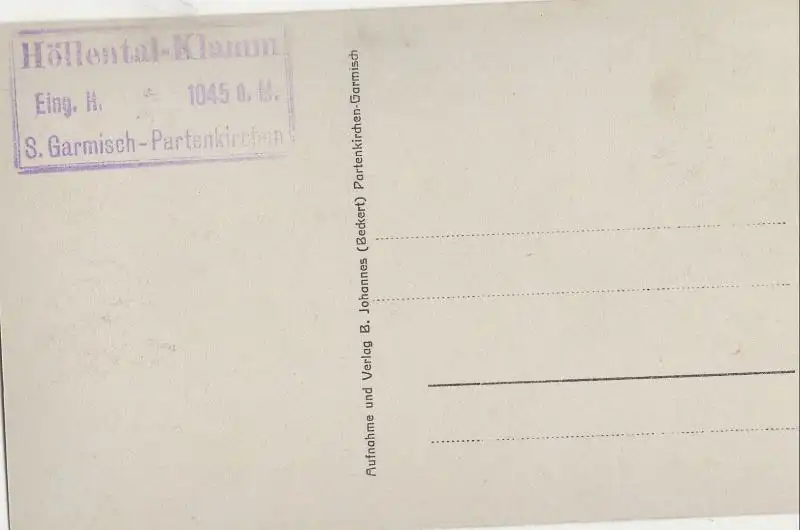 Höllental-Klamm
Eing. H. 1045 ü. M.
S. Garmisch-Partenkirchen
Aufnahme und Verlag B. Johannes (Beckert) Partenkirchen-Garmisch